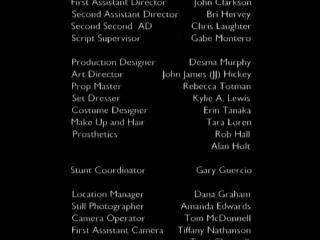 First Assistant Director John Clarkson
Second Assistant Director Bri Hervey
Second Second AD Chris Laughter
Script Supervisor Gabe Montero
Production Designer Desma Murphy
Art Director John James (JJ) Hickey
Prop Master Rebecca Totman
Set Dresser Kylie A. Lewis
Costume Designer Erin Tanaka
Make Up and Hair Tara Loren
Prosthetics Rob Hall
Alan Holt
Stunt Coordinator Gary Guercio
Location Manager Dana Graham
Still Photographer Amanda Edwards
Camera Operator Tom McDonnell
First Assistant Camera Tiffany Nathanson